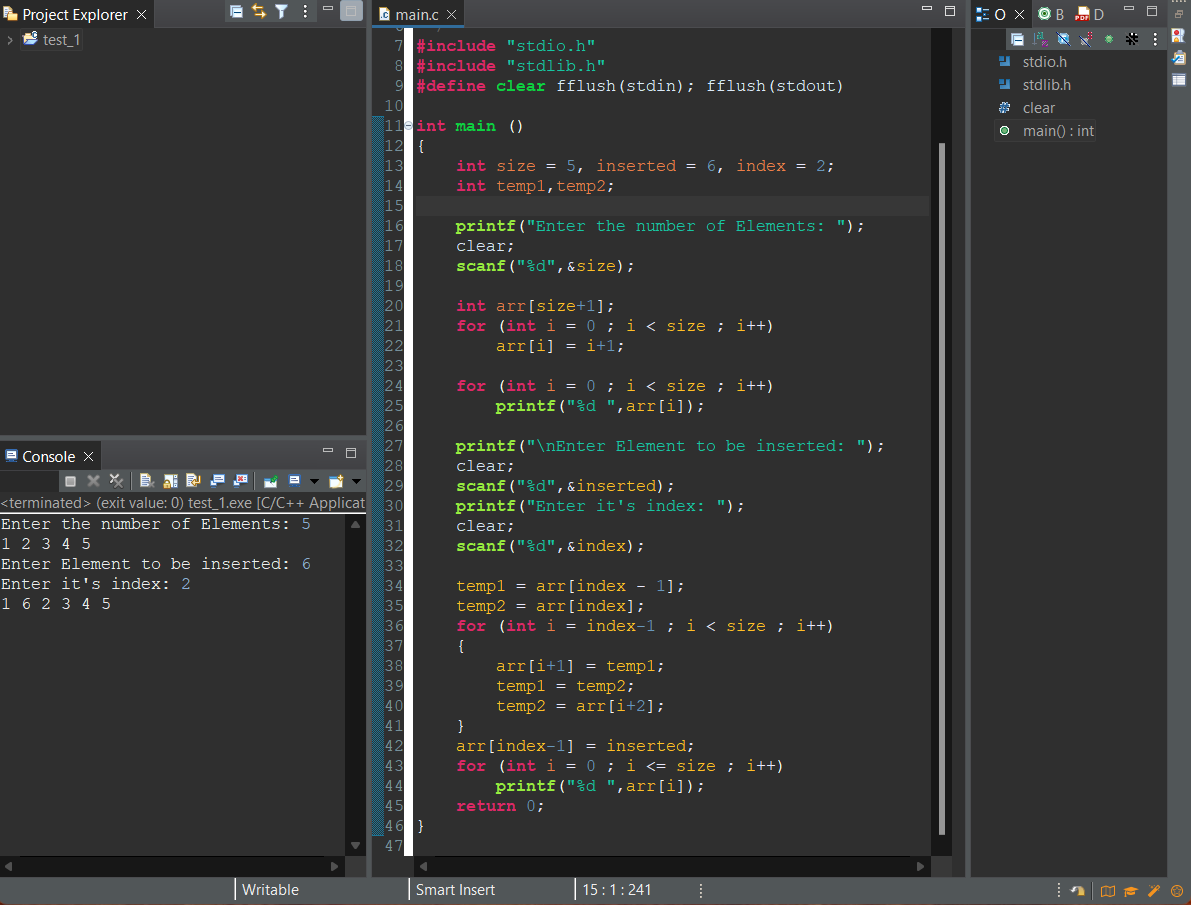 Project Explorer
test_1
Console
<terminated> (exit value: 0) test_1.exe [C/C++ Applicat
Enter the number of Elements: 5
1 2 3 4 5
Enter Element to be inserted: 6
Enter it's index: 2
1 6 2 3 4 5
main.c
7 #include "stdio.h"
8 #include "stdlib.h"
9 #define clear fflush(stdin); fflush(stdout)
10
11 int main ()
12 {
13     int size = 5, inserted = 6, index = 2;
14     int temp1,temp2;
15
16     printf("Enter the number of Elements: ");
17     clear;
18     scanf("%d",&size);
19
20     int arr[size+1];
21     for (int i = 0 ; i < size ; i++)
22         arr[i] = i+1;
23
24     for (int i = 0 ; i < size ; i++)
25         printf("%d ",arr[i]);
26
27     printf("\nEnter Element to be inserted: ");
28     clear;
29     scanf("%d",&inserted);
30     printf("Enter it's index: ");
31     clear;
32     scanf("%d",&index);
33
34     temp1 = arr[index - 1];
35     temp2 = arr[index];
36     for (int i = index-1 ; i < size ; i++)
37     {
38         arr[i+1] = temp1;
39         temp1 = temp2;
40         temp2 = arr[i+2];
41     }
42     arr[index-1] = inserted;
43     for (int i = 0 ; i <= size ; i++)
44         printf("%d ",arr[i]);
45     return 0;
46 }
47
O B D
stdio.h
stdlib.h
clear
main() : int
Writable
Smart Insert
15 : 1 : 241